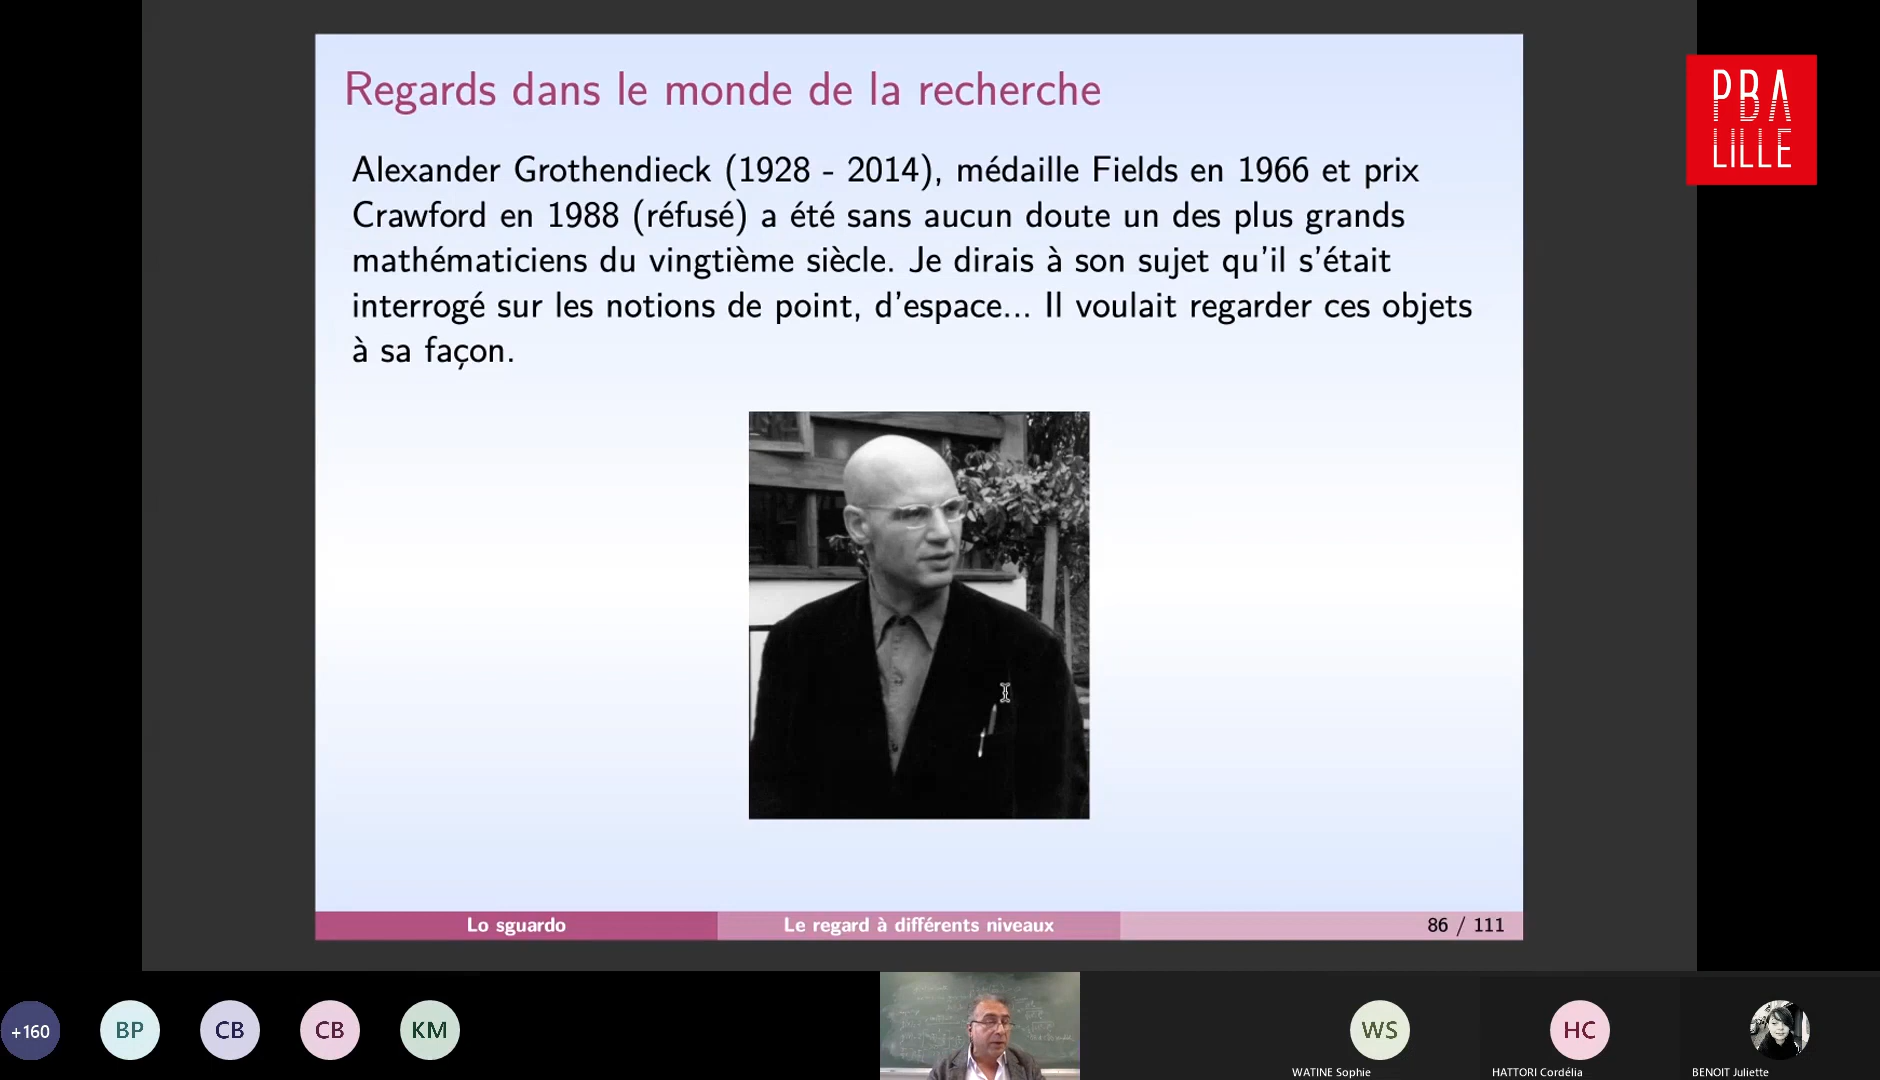 Regards dans le monde de la recherche
Alexander Grothendieck (1928 - 2014), médaille Fields en 1966 et prix
Crawford en 1988 (réfusé) a été sans aucun doute un des plus grands
mathématiciens du vingtième siècle. Je dirais à son sujet qu'il s'était
interrogé sur les notions de point, d'espace... Il voulait regarder ces objets
à sa façon.
Lo sguardo
Le regard à différents niveaux
86 / 111
PBA
LILLE
+160
BP
CB
CB
KM
WS
WATINE Sophie
HC
HATTORI Cordélia
BENOIT Juliette